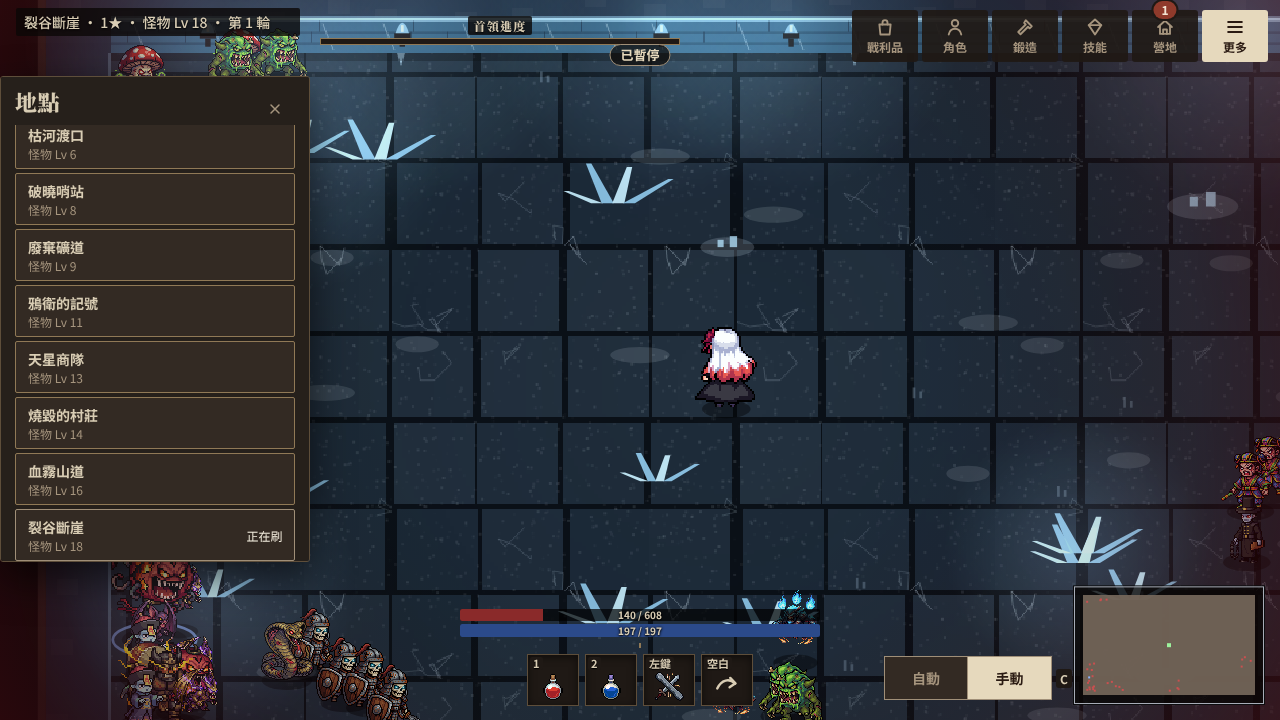 裂谷斷崖 · 1★ · 怪物 Lv 18 · 第 1 輪
首領進度
已暫停
戰利品
角色
鍛造
技能
1
營地
更多
地點
×
枯河渡口
怪物 Lv 6
破曉哨站
怪物 Lv 8
廢棄礦道
怪物 Lv 9
鴉衛的記號
怪物 Lv 11
天星商隊
怪物 Lv 13
燒毀的村莊
怪物 Lv 14
血霧山道
怪物 Lv 16
裂谷斷崖
怪物 Lv 18
正在刷
140 / 608
197 / 197
1
2
左鍵
空白
自動
手動
C